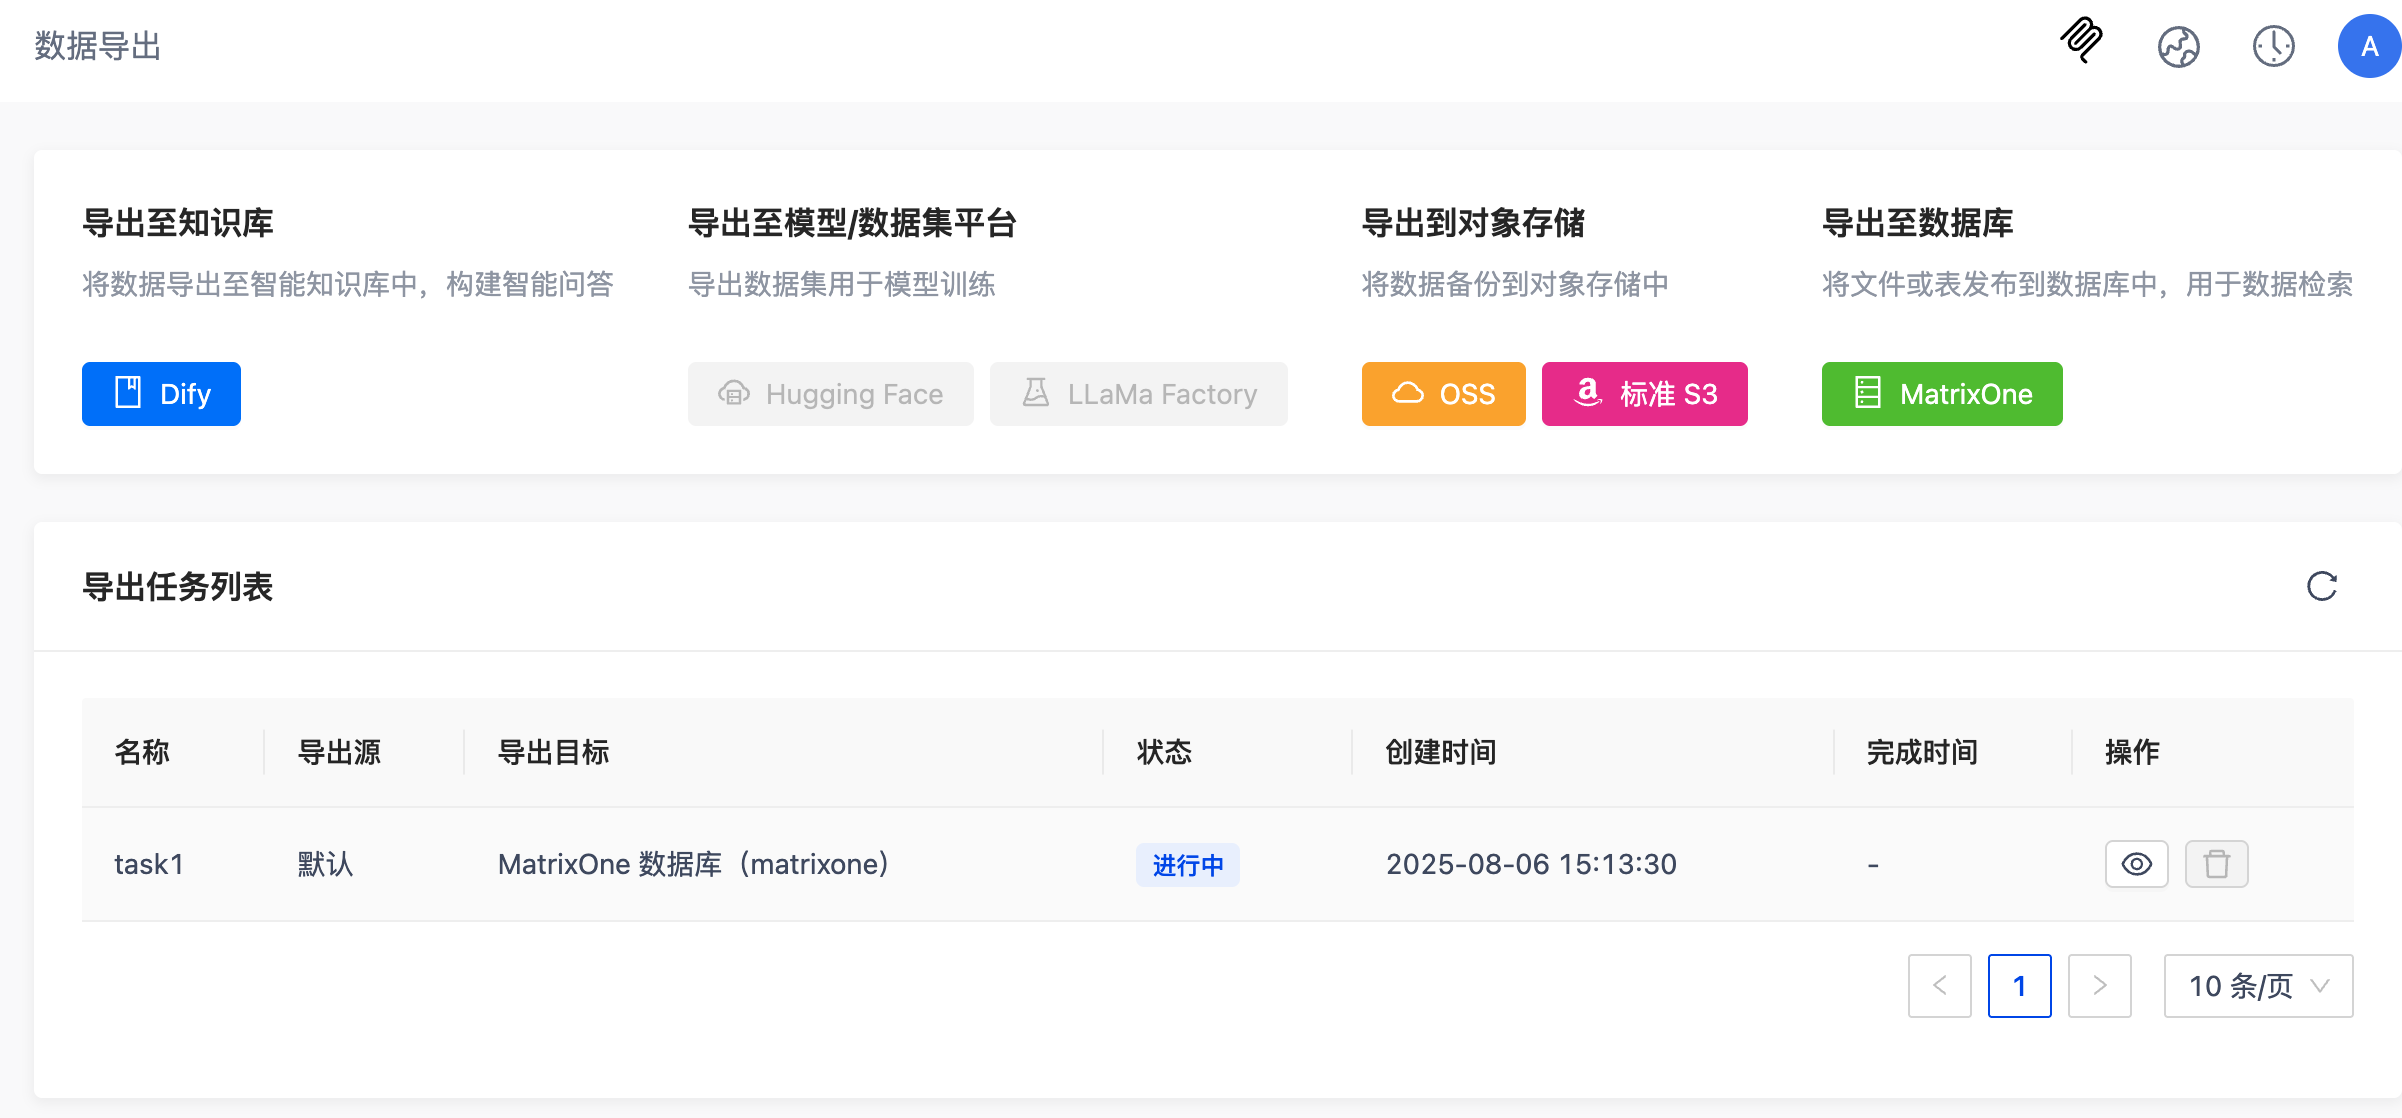 数据导出
A
导出至知识库
将数据导出至智能知识库中，构建智能问答
Dify
导出至模型/数据集平台
导出数据集用于模型训练
Hugging Face
LLaMa Factory
导出到对象存储
将数据备份到对象存储中
OSS
标准 S3
导出至数据库
将文件或表发布到数据库中，用于数据检索
MatrixOne
导出任务列表
名称 导出源 导出目标 状态 创建时间 完成时间 操作
task1 默认 MatrixOne 数据库（matrixone） 进行中 2025-08-06 15:13:30 -
1 10 条/页